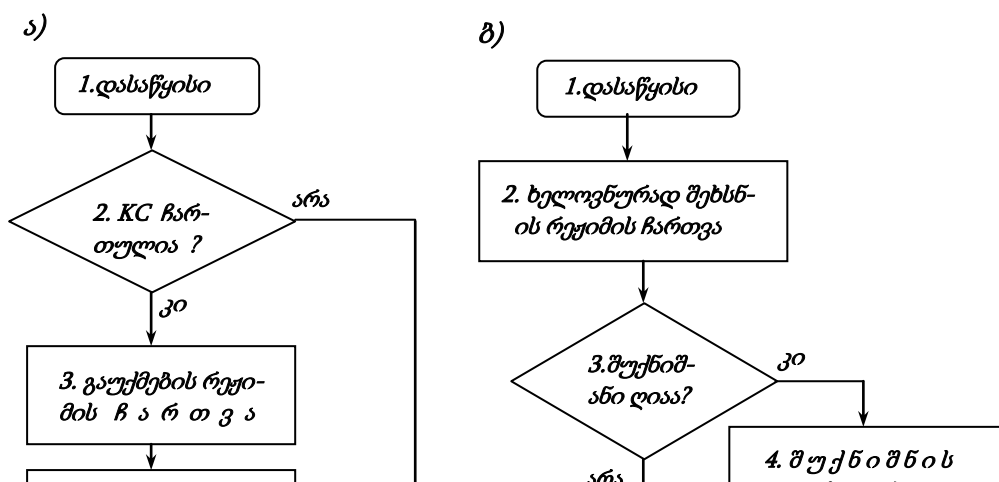 ა)
1.დასაწყისი
2. KC ჩარ-
თულია ?
არა
კი
3. გაუქმების რეჟი-
მის ჩ ა რ თ ვ ა
ბ)
1.დასაწყისი
2. ხელოვნურად შეხსნ-
ის რეჟიმის ჩართვა
3.შუქნიშ-
ანი ღიაა?
კი
არა
4. შ უ ქ ნ ი შ ნ ი ს